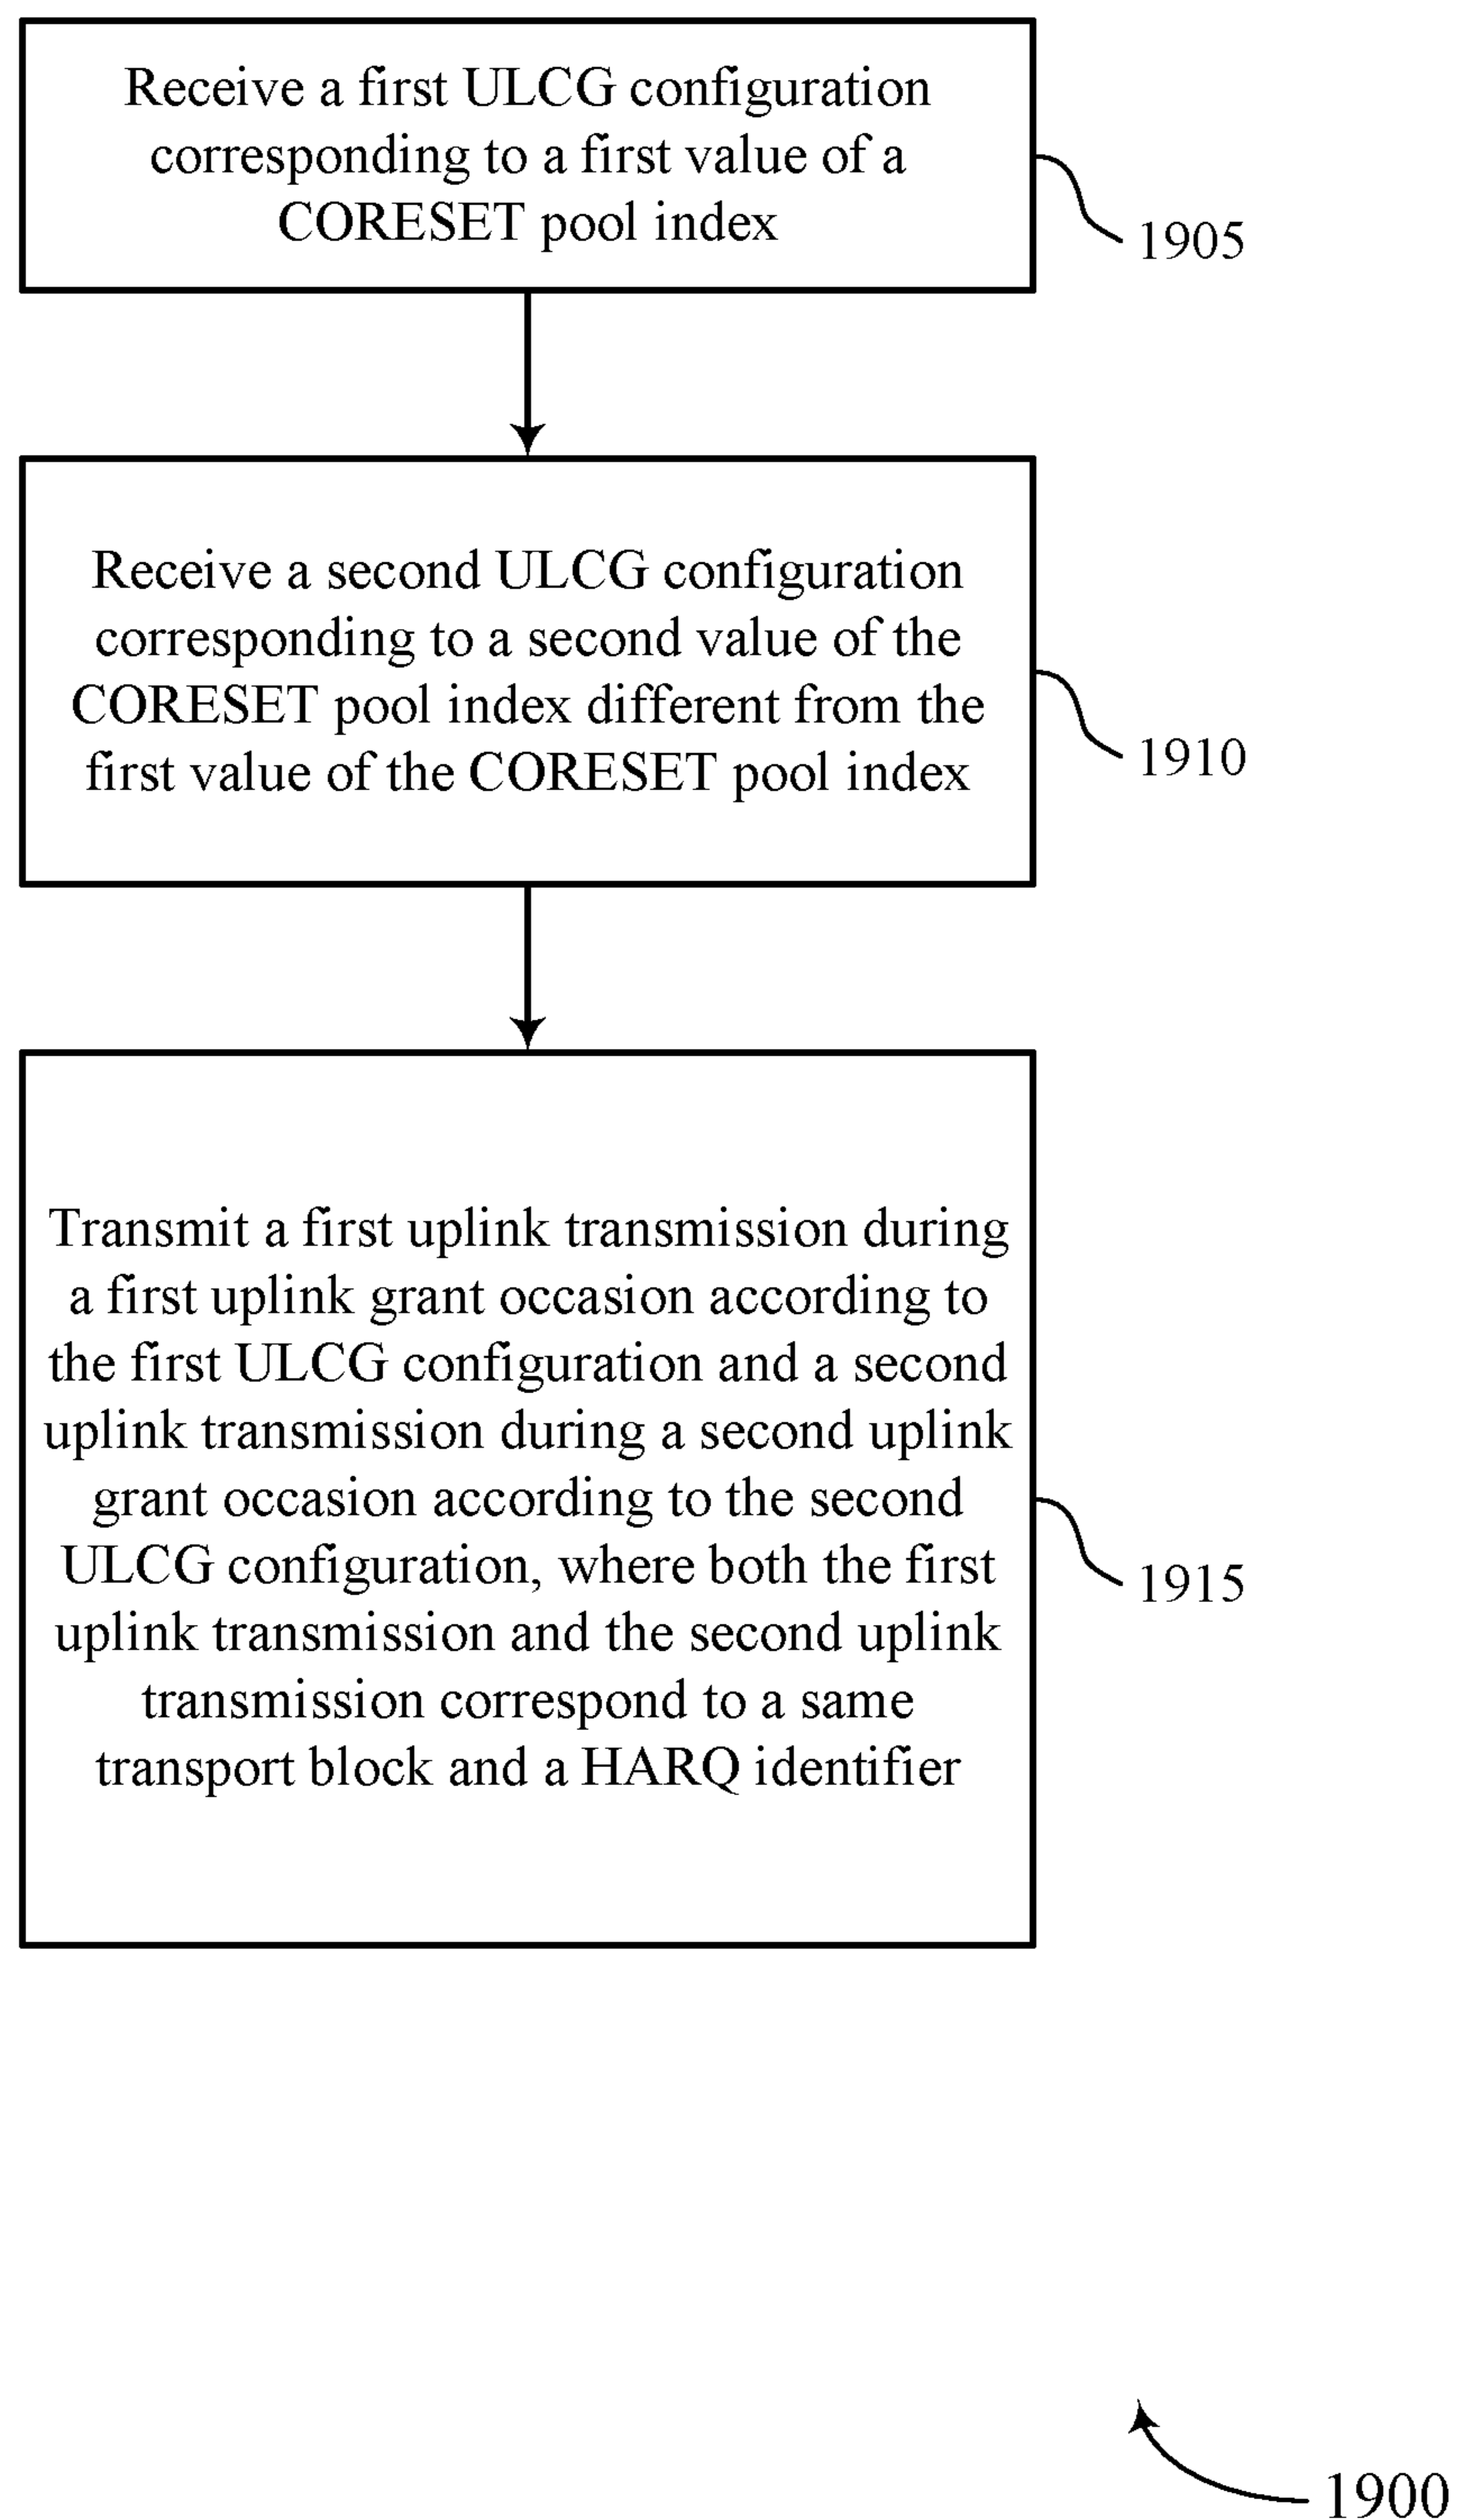 Receive a first ULCG configuration
corresponding to a first value of a
CORESET pool index
1905
Receive a second ULCG configuration
corresponding to a second value of the
CORESET pool index different from the
first value of the CORESET pool index
1910
Transmit a first uplink transmission during
a first uplink grant occasion according to
the first ULCG configuration and a second
uplink transmission during a second uplink
grant occasion according to the second
ULCG configuration, where both the first
uplink transmission and the second uplink
transmission correspond to a same
transport block and a HARQ identifier
1915
1900